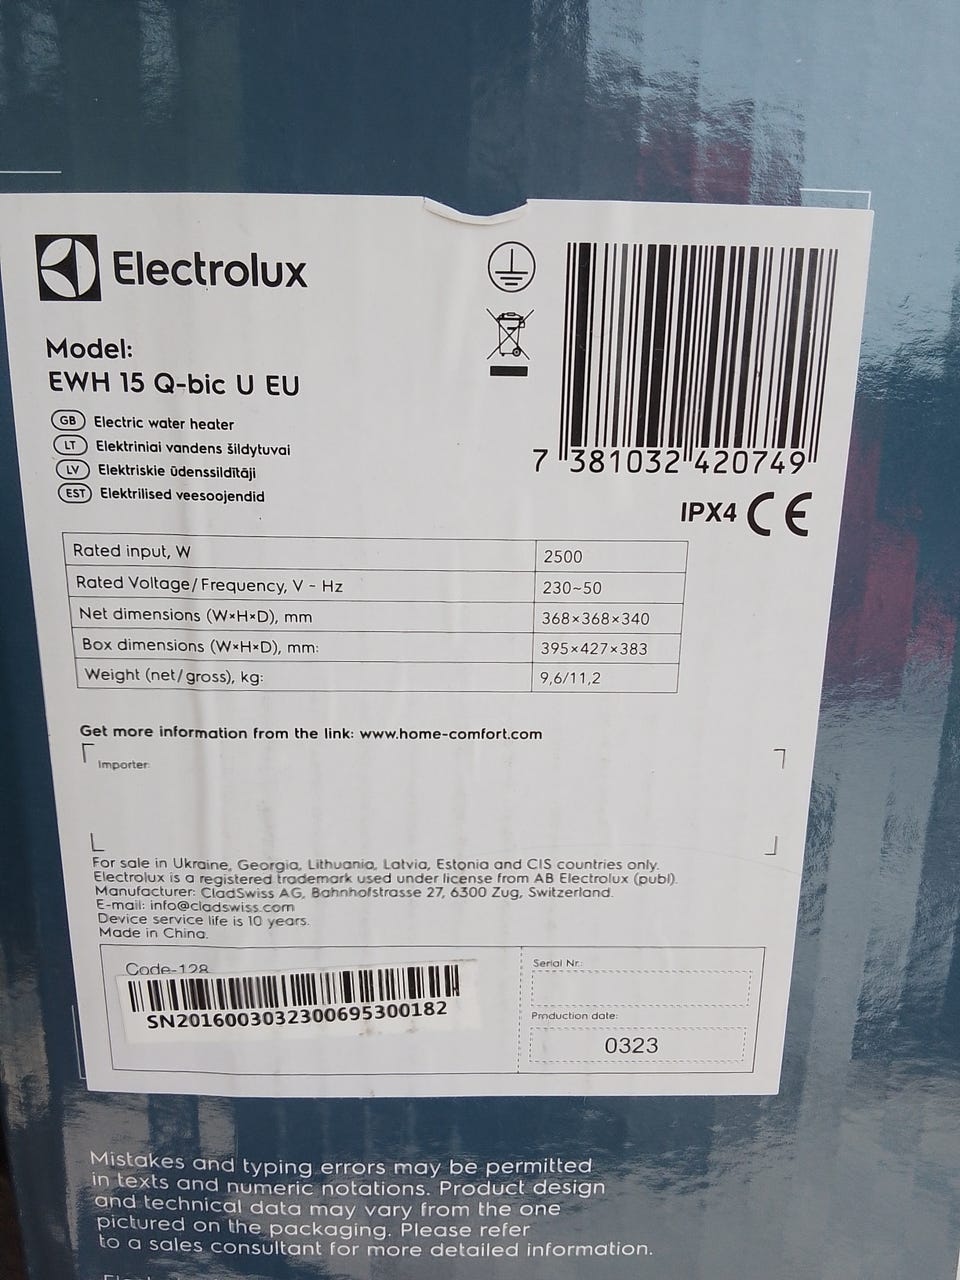 Electrolux
Model:
EWH 15 Q-bic U EU
GB Electric water heater
LT Elektriniai vandens šildytuvai
LV Elektriskie ūdenssildītāji
EST Elektrilised veesoojendid
7 381032 420749
IPX4 CE
Rated input, W 2500
Rated Voltage/Frequency, V - Hz 230~50
Net dimensions (W×H×D), mm 368×368×340
Box dimensions (W×H×D), mm: 395×427×383
Weight (net/gross), kg: 9,6/11,2
Get more information from the link: www.home-comfort.com
Importer:
For sale in Ukraine, Georgia, Lithuania, Latvia, Estonia and CIS countries only.
Electrolux is a registered trademark used under license from AB Electrolux (publ).
Manufacturer: CladSwiss AG, Bahnhofstrasse 27, 6300 Zug, Switzerland.
E-mail: info@cladswiss.com
Device service life is 10 years.
Made in China.
Code-128
SN2016003032300695300182
Serial Nr.:
Production date:
0323
Mistakes and typing errors may be permitted
in texts and numeric notations. Product design
and technical data may vary from the one
pictured on the packaging. Please refer
to a sales consultant for more detailed information.